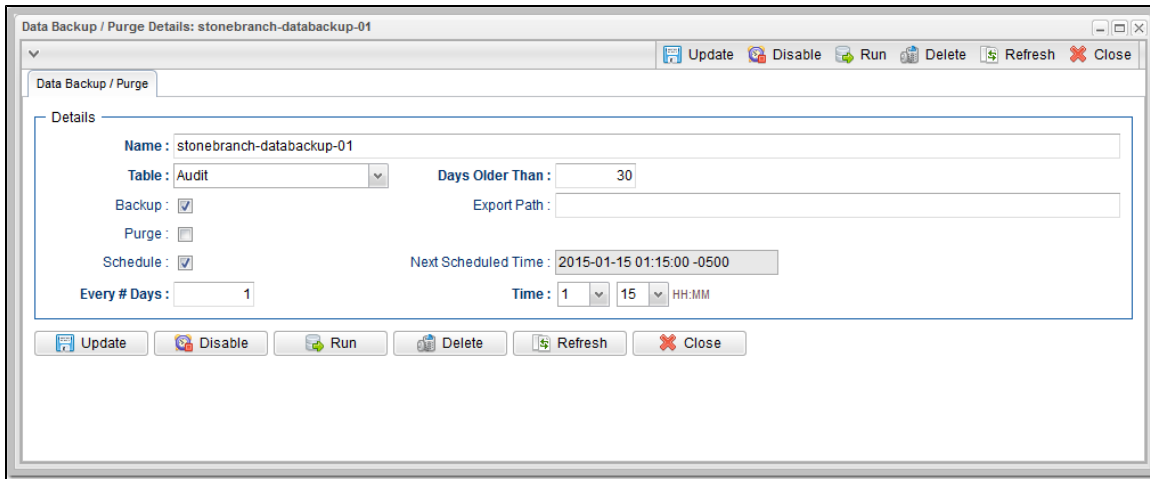 Data Backup / Purge Details: stonebranch-databackup-01
Update Disable Run Delete Refresh Close
Data Backup / Purge
Details
Name : stonebranch-databackup-01
Table : Audit Days Older Than : 30
Backup : Export Path :
Purge :
Schedule : Next Scheduled Time : 2015-01-15 01:15:00 -0500
Every # Days : 1 Time : 1 15 HH:MM
Update Disable Run Delete Refresh Close